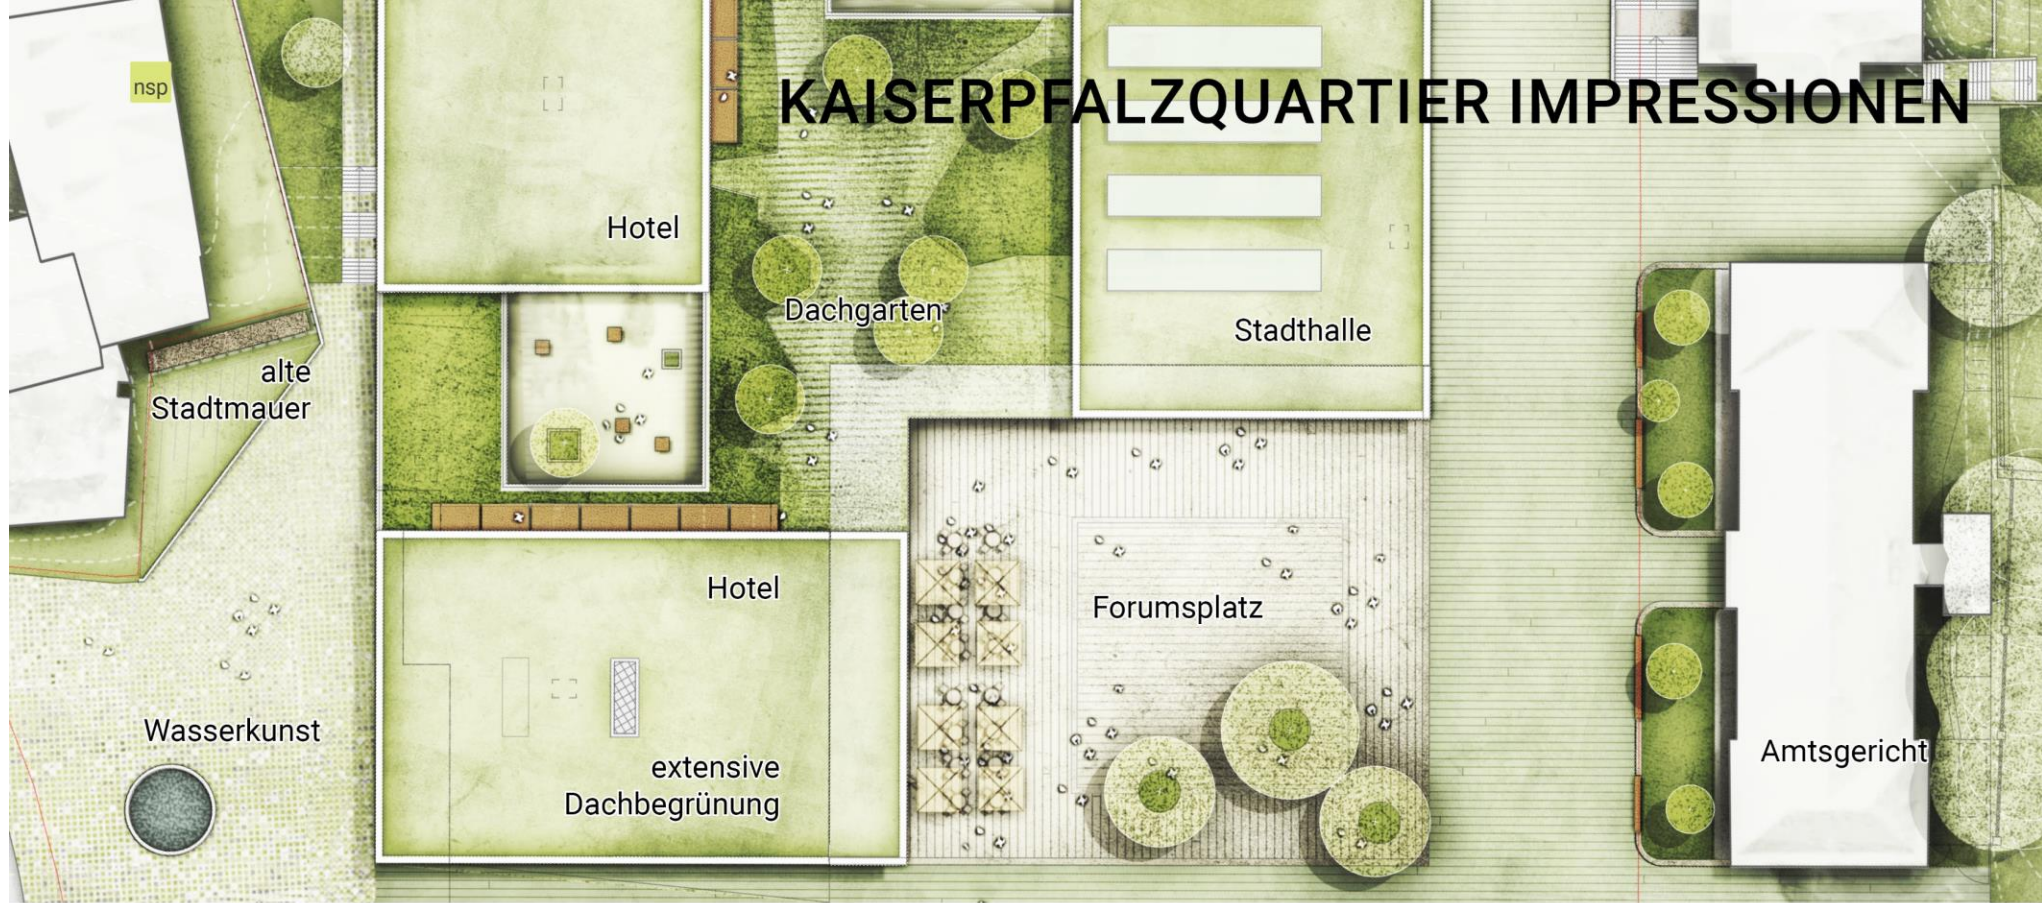 nsp
KAISERPFALZQUARTIER IMPRESSIONEN
Hotel
Dachgarten
Stadthalle
alte
Stadtmauer
Hotel
Forumsplatz
Wasserkunst
extensive
Dachbegrünung
Amtsgericht